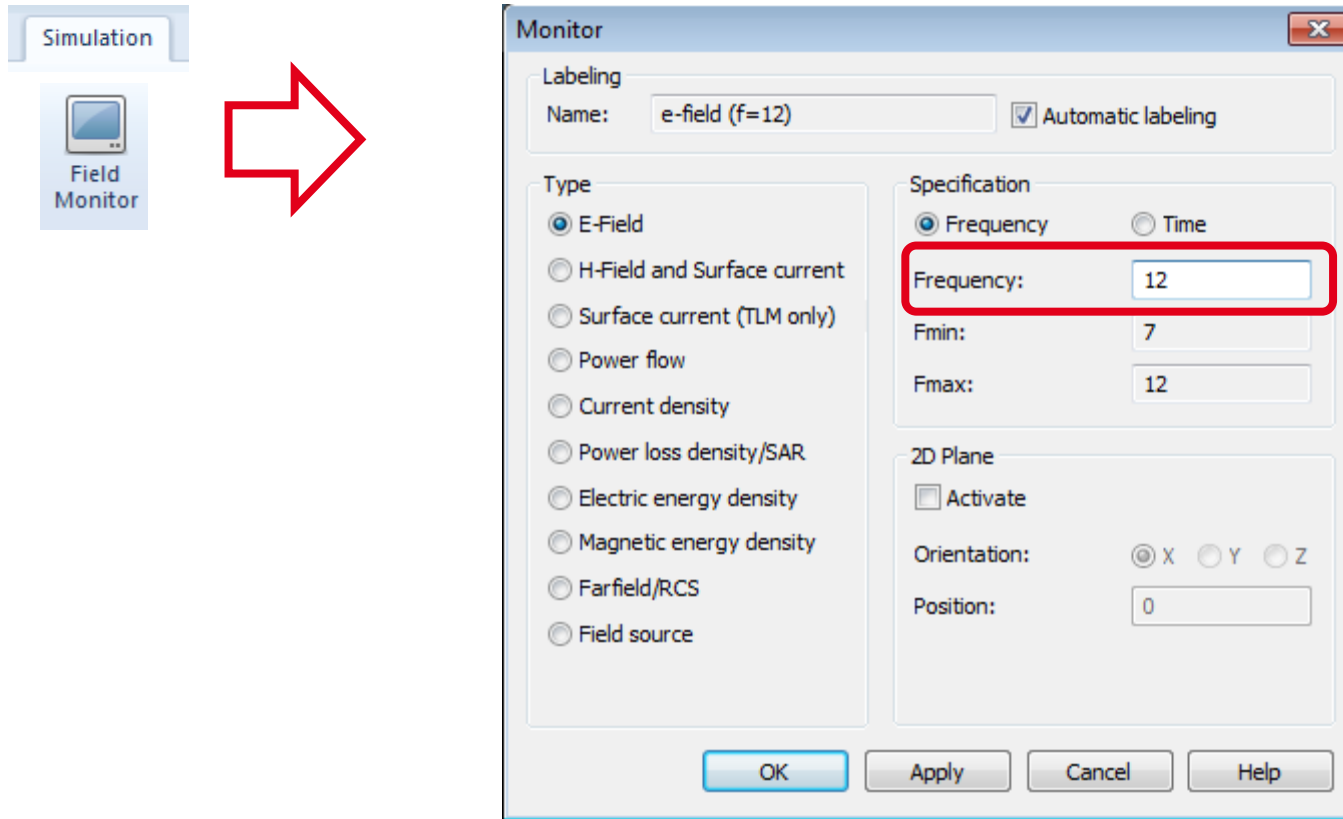 Simulation
Field
Monitor
Monitor
Labeling
Name: e-field (f=12) Automatic labeling
Type
E-Field
H-Field and Surface current
Surface current (TLM only)
Power flow
Current density
Power loss density/SAR
Electric energy density
Magnetic energy density
Farfield/RCS
Field source
Specification
Frequency Time
Frequency: 12
Fmin: 7
Fmax: 12
2D Plane
Activate
Orientation: X Y Z
Position: 0
OK Apply Cancel Help